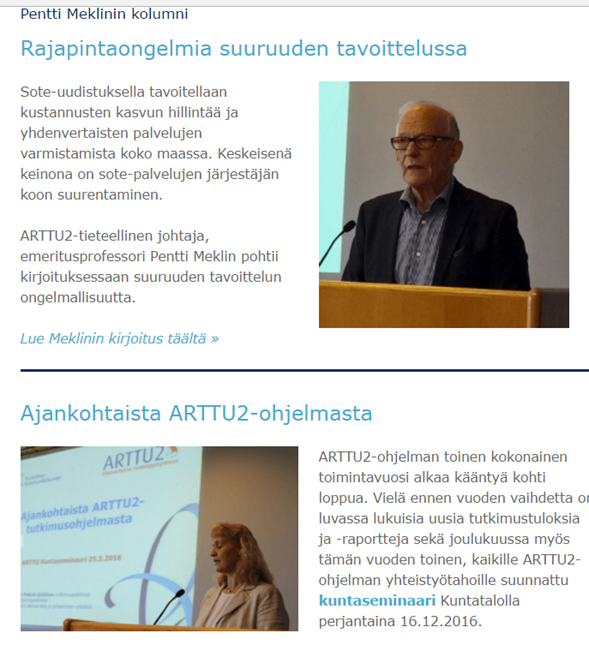 Pentti Meklinin kolumni
Rajapintaongelmia suuruuden tavoittelussa
Sote-uudistuksella tavoitellaan
kustannusten kasvun hillintää ja
yhdenvertaisten palvelujen
varmistamista koko maassa. Keskeisenä
keinona on sote-palvelujen järjestäjän
koon suurentaminen.
ARTTU2-tieteellinen johtaja,
emeritusprofessori Pentti Meklin pohtii
kirjoituksessaan suuruuden tavoittelun
ongelmallisuutta.
Lue Meklinin kirjoitus täältä »
Ajankohtaista ARTTU2-ohjelmasta
ARTTU2
Ajankohtaista ARTTU2-
tutkimusohjelmasta
ARTTU Kuntaseminaari 25.5.2016
ARTTU2-ohjelman toinen kokonainen
toimintavuosi alkaa kääntyä kohti
loppua. Vielä ennen vuoden vaihdetta on
luvassa lukuisia uusia tutkimustuloksia
ja -raportteja sekä joulukuussa myös
tämän vuoden toinen, kaikille ARTTU2-
ohjelman yhteistyötahoille suunnattu
kuntaseminaari Kuntatalolla
perjantaina 16.12.2016.